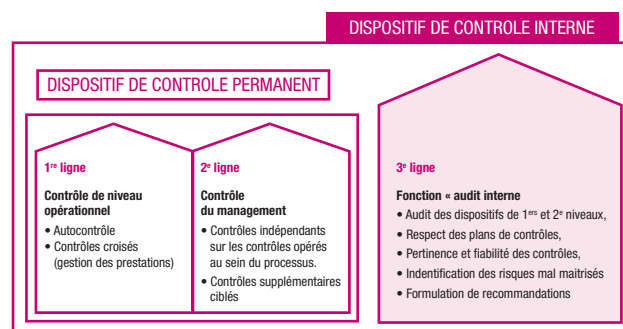 DISPOSITIF DE CONTROLE INTERNE
DISPOSITIF DE CONTROLE PERMANENT
1re ligne
Contrôle de niveau
opérationnel
• Autocontrôle
• Contrôles croisés
(gestion des prestations)
2e ligne
Contrôle
du management
• Contrôles indépendants
sur les contrôles opérés
au sein du processus.
• Contrôles supplémentaires
ciblés
3e ligne
Fonction « audit interne
• Audit des dispositifs de 1ers et 2e niveaux,
• Respect des plans de contrôles,
• Pertinence et fiabilité des contrôles,
• Indentification des risques mal maitrisés
• Formulation de recommandations